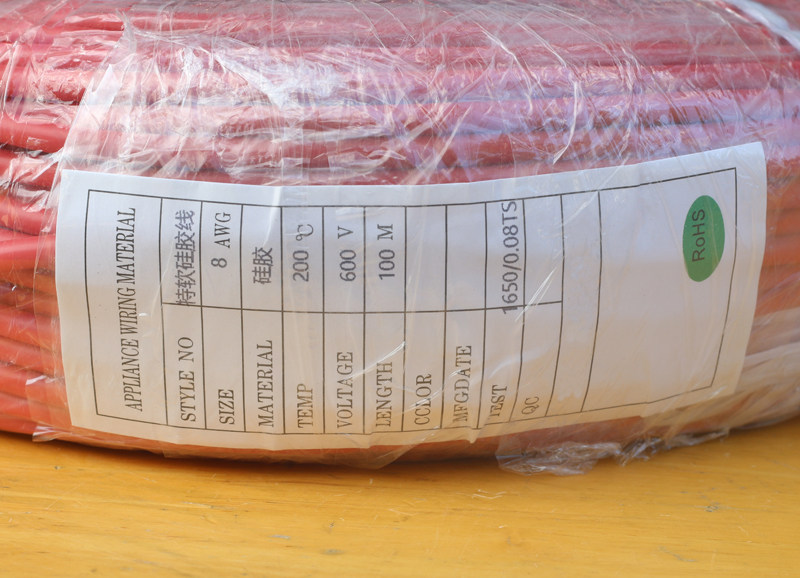 APPLIANCE WIRING MATERIAL
STYLE NO 特软硅胶线
SIZE 8 AWG
MATERIAL 硅胶
TEMP 200 ℃
VOLTAGE 600 V
LENGTH 100 M
COLOR
MFGDATE
TEST 1650/0.08TS
QC
RoHS